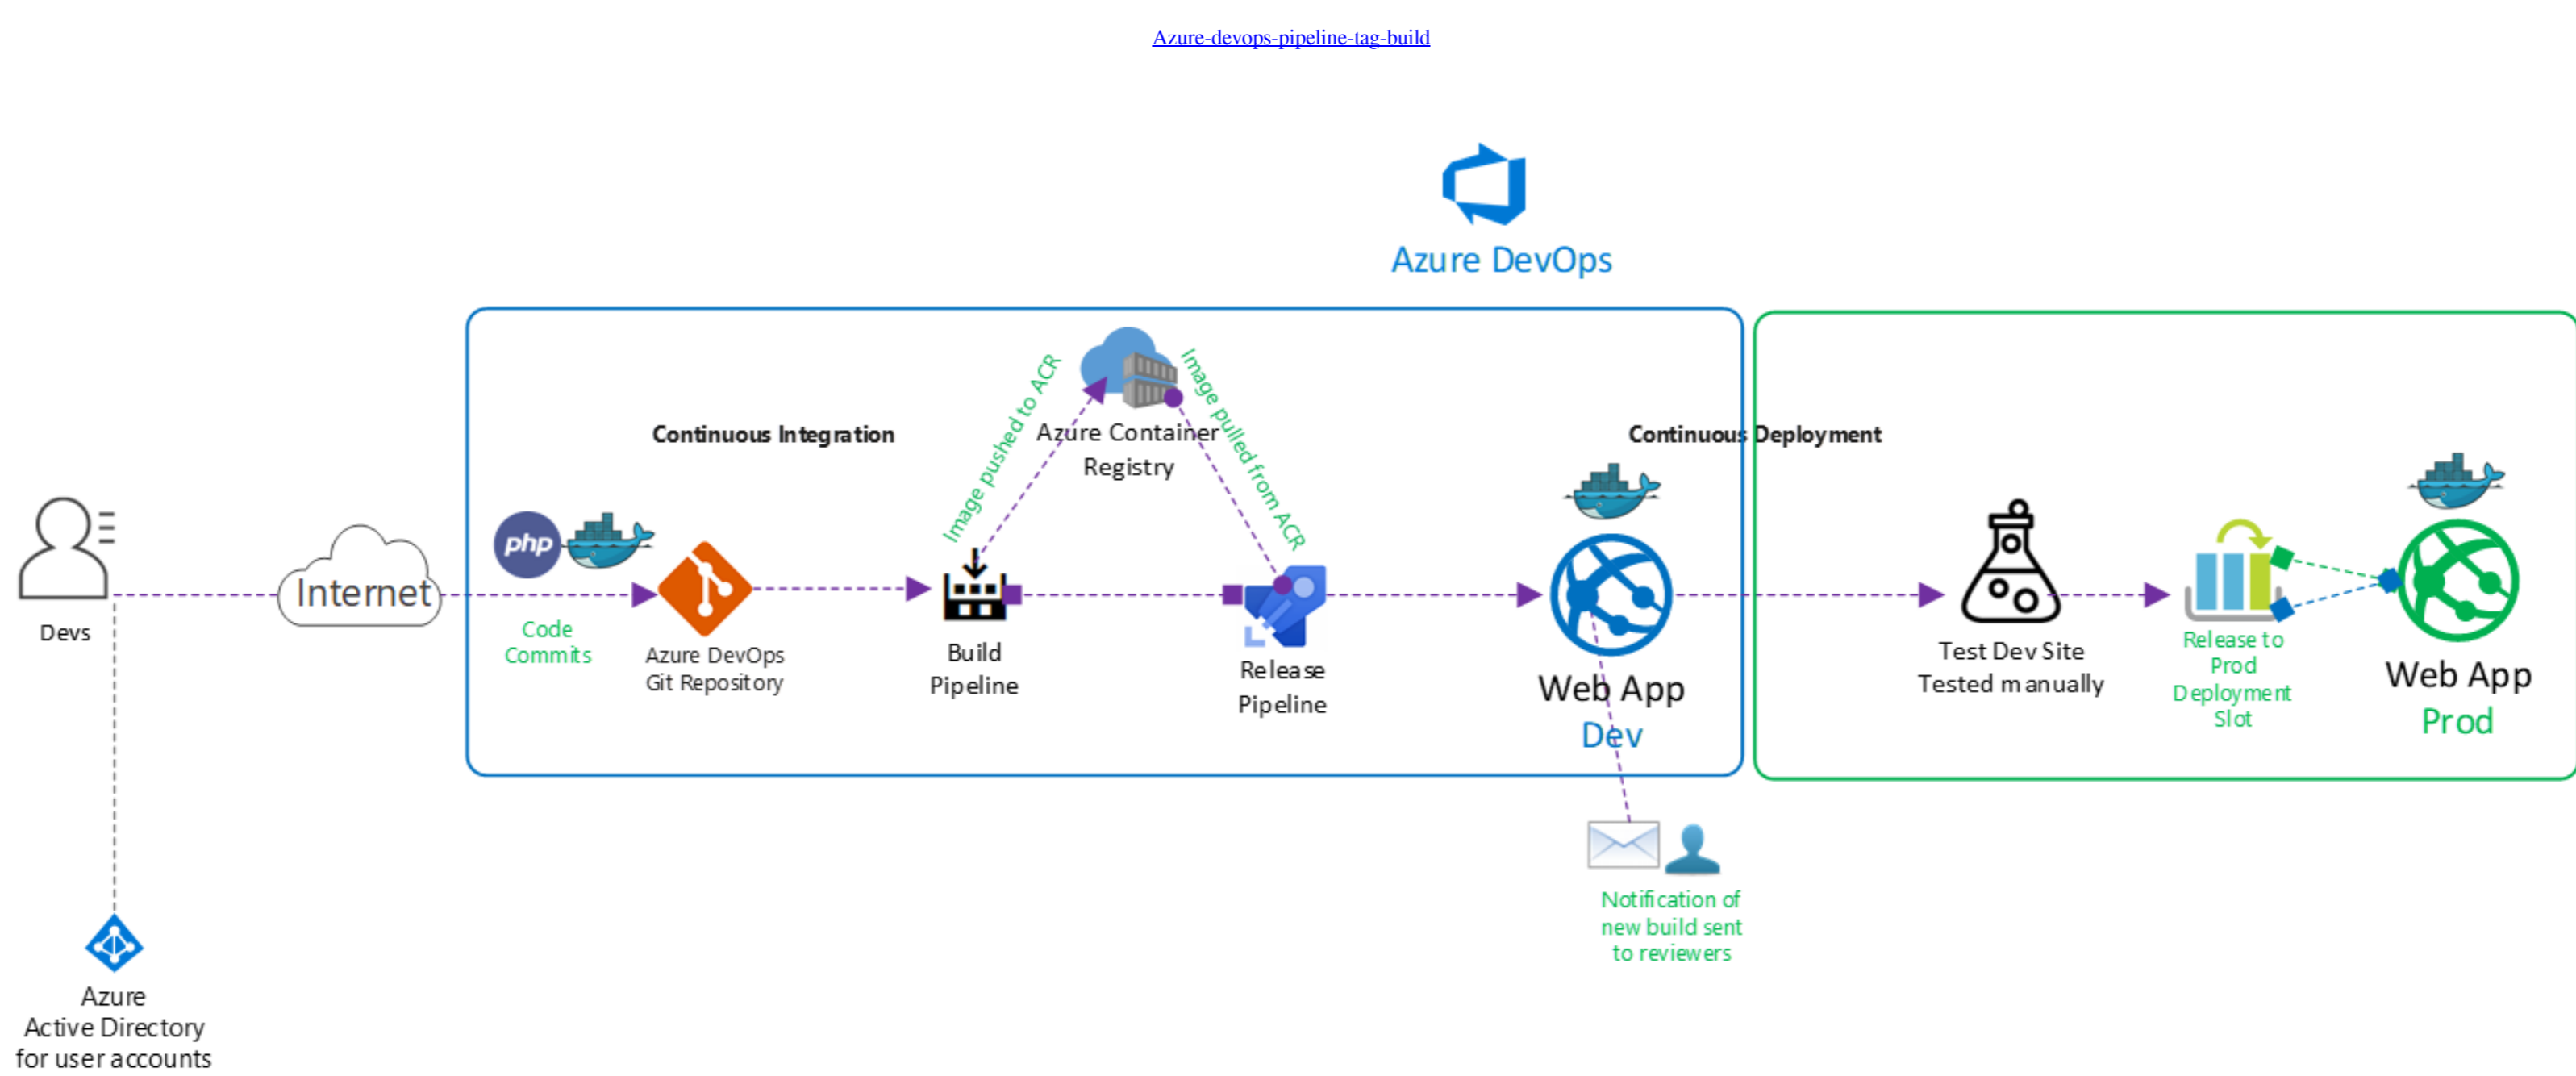 Azure-devops-pipeline-tag-build
Azure DevOps
Continuous Integration
Continuous Deployment
Image pushed to ACR
Image pulled from ACR
Azure Container
Registry
Devs
Internet
php
Code
Commits
Azure DevOps
Git Repository
Build
Pipeline
Release
Pipeline
Web App
Dev
Test Dev Site
Tested manually
Release to
Prod
Deployment
Slot
Web App
Prod
Notification of
new build sent
to reviewers
Azure
Active Directory
for user accounts